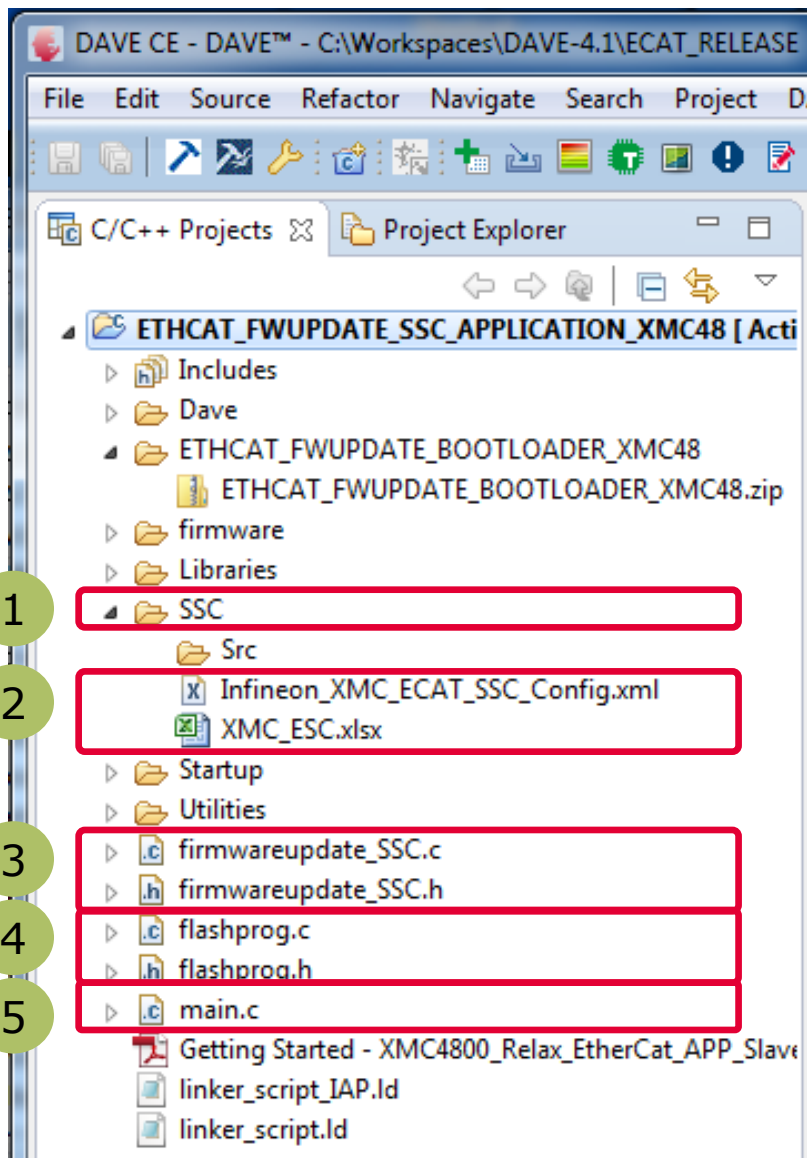 DAVE CE - DAVE™ - C:\Workspaces\DAVE-4.1\ECAT_RELEASE
File Edit Source Refactor Navigate Search Project D
C/C++ Projects Project Explorer
ETHCAT_FWUPDATE_SSC_APPLICATION_XMC48 [ Acti
Includes
Dave
ETHCAT_FWUPDATE_BOOTLOADER_XMC48
ETHCAT_FWUPDATE_BOOTLOADER_XMC48.zip
firmware
Libraries
1 SSC
Src
2 Infineon_XMC_ECAT_SSC_Config.xml
XMC_ESC.xlsx
Startup
Utilities
3 firmwareupdate_SSC.c
firmwareupdate_SSC.h
4 flashprog.c
flashprog.h
5 main.c
Getting Started - XMC4800_Relax_EtherCat_APP_Slave
linker_script_IAP.ld
linker_script.ld